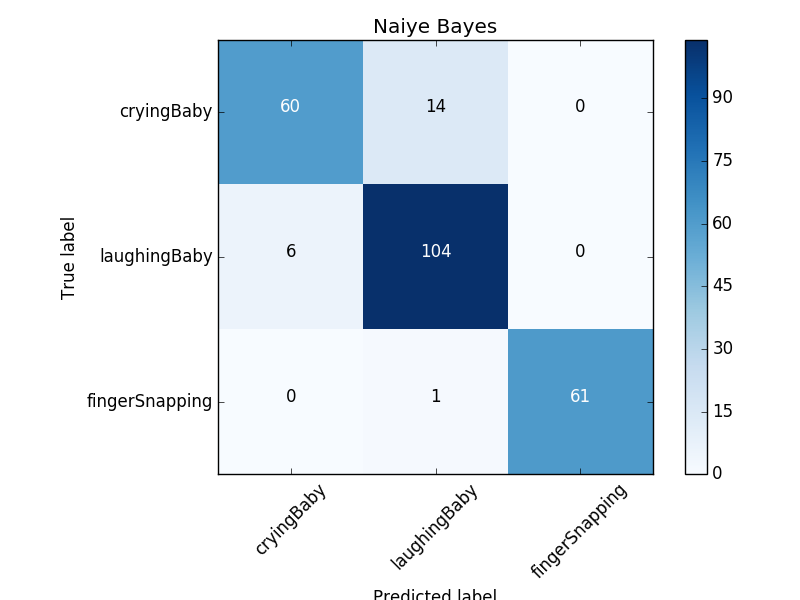 Naiye Bayes
cryingBaby 60 14 0
laughingBaby 6 104 0
fingerSnapping 0 1 61
True label
cryingBaby laughingBaby fingerSnapping
Predicted label
90
75
60
45
30
15
0